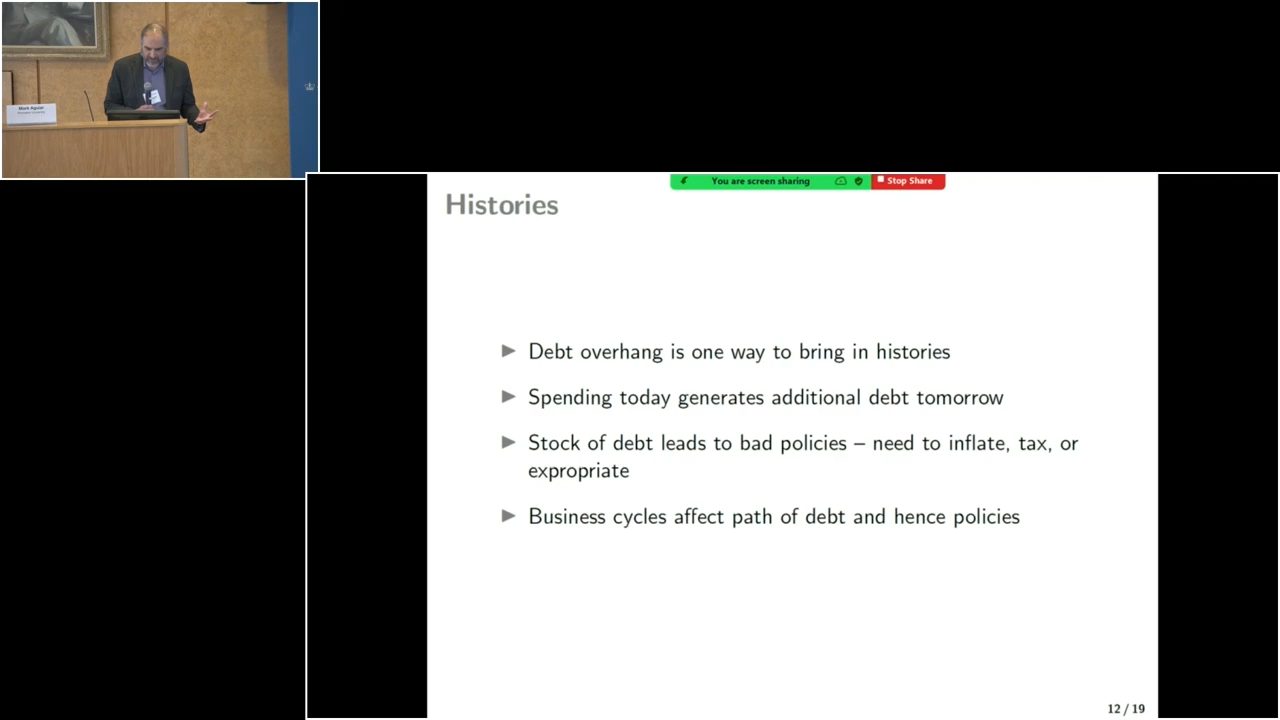 Mark Aguiar
You are screen sharing
Stop Share
Histories
Debt overhang is one way to bring in histories
Spending today generates additional debt tomorrow
Stock of debt leads to bad policies – need to inflate, tax, or
expropriate
Business cycles affect path of debt and hence policies
12 / 19